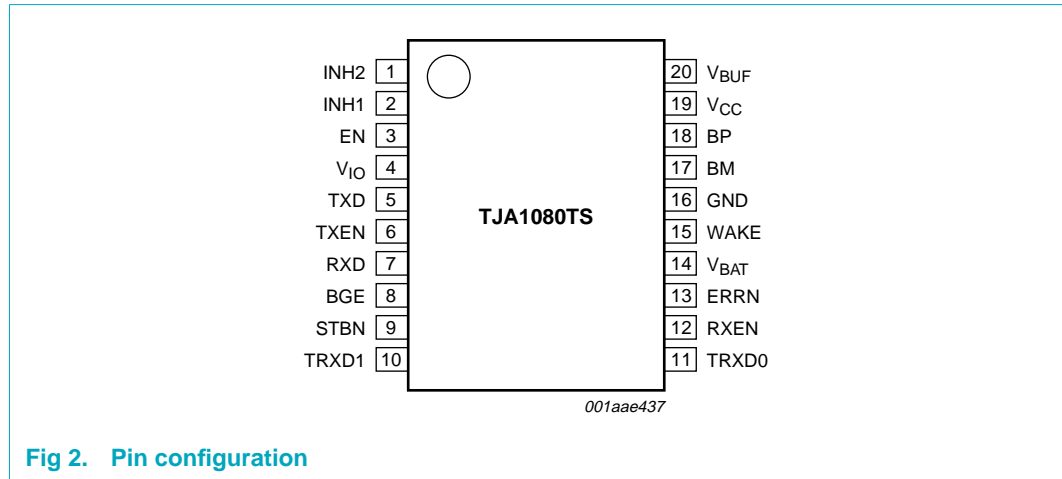 INH2 1 20 VBUF
INH1 2 19 VCC
EN 3 18 BP
VIO 4 17 BM
TXD 5 16 GND
TJA1080TS
TXEN 6 15 WAKE
RXD 7 14 VBAT
BGE 8 13 ERRN
STBN 9 12 RXEN
TRXD1 10 11 TRXD0
001aae437
Fig 2. Pin configuration